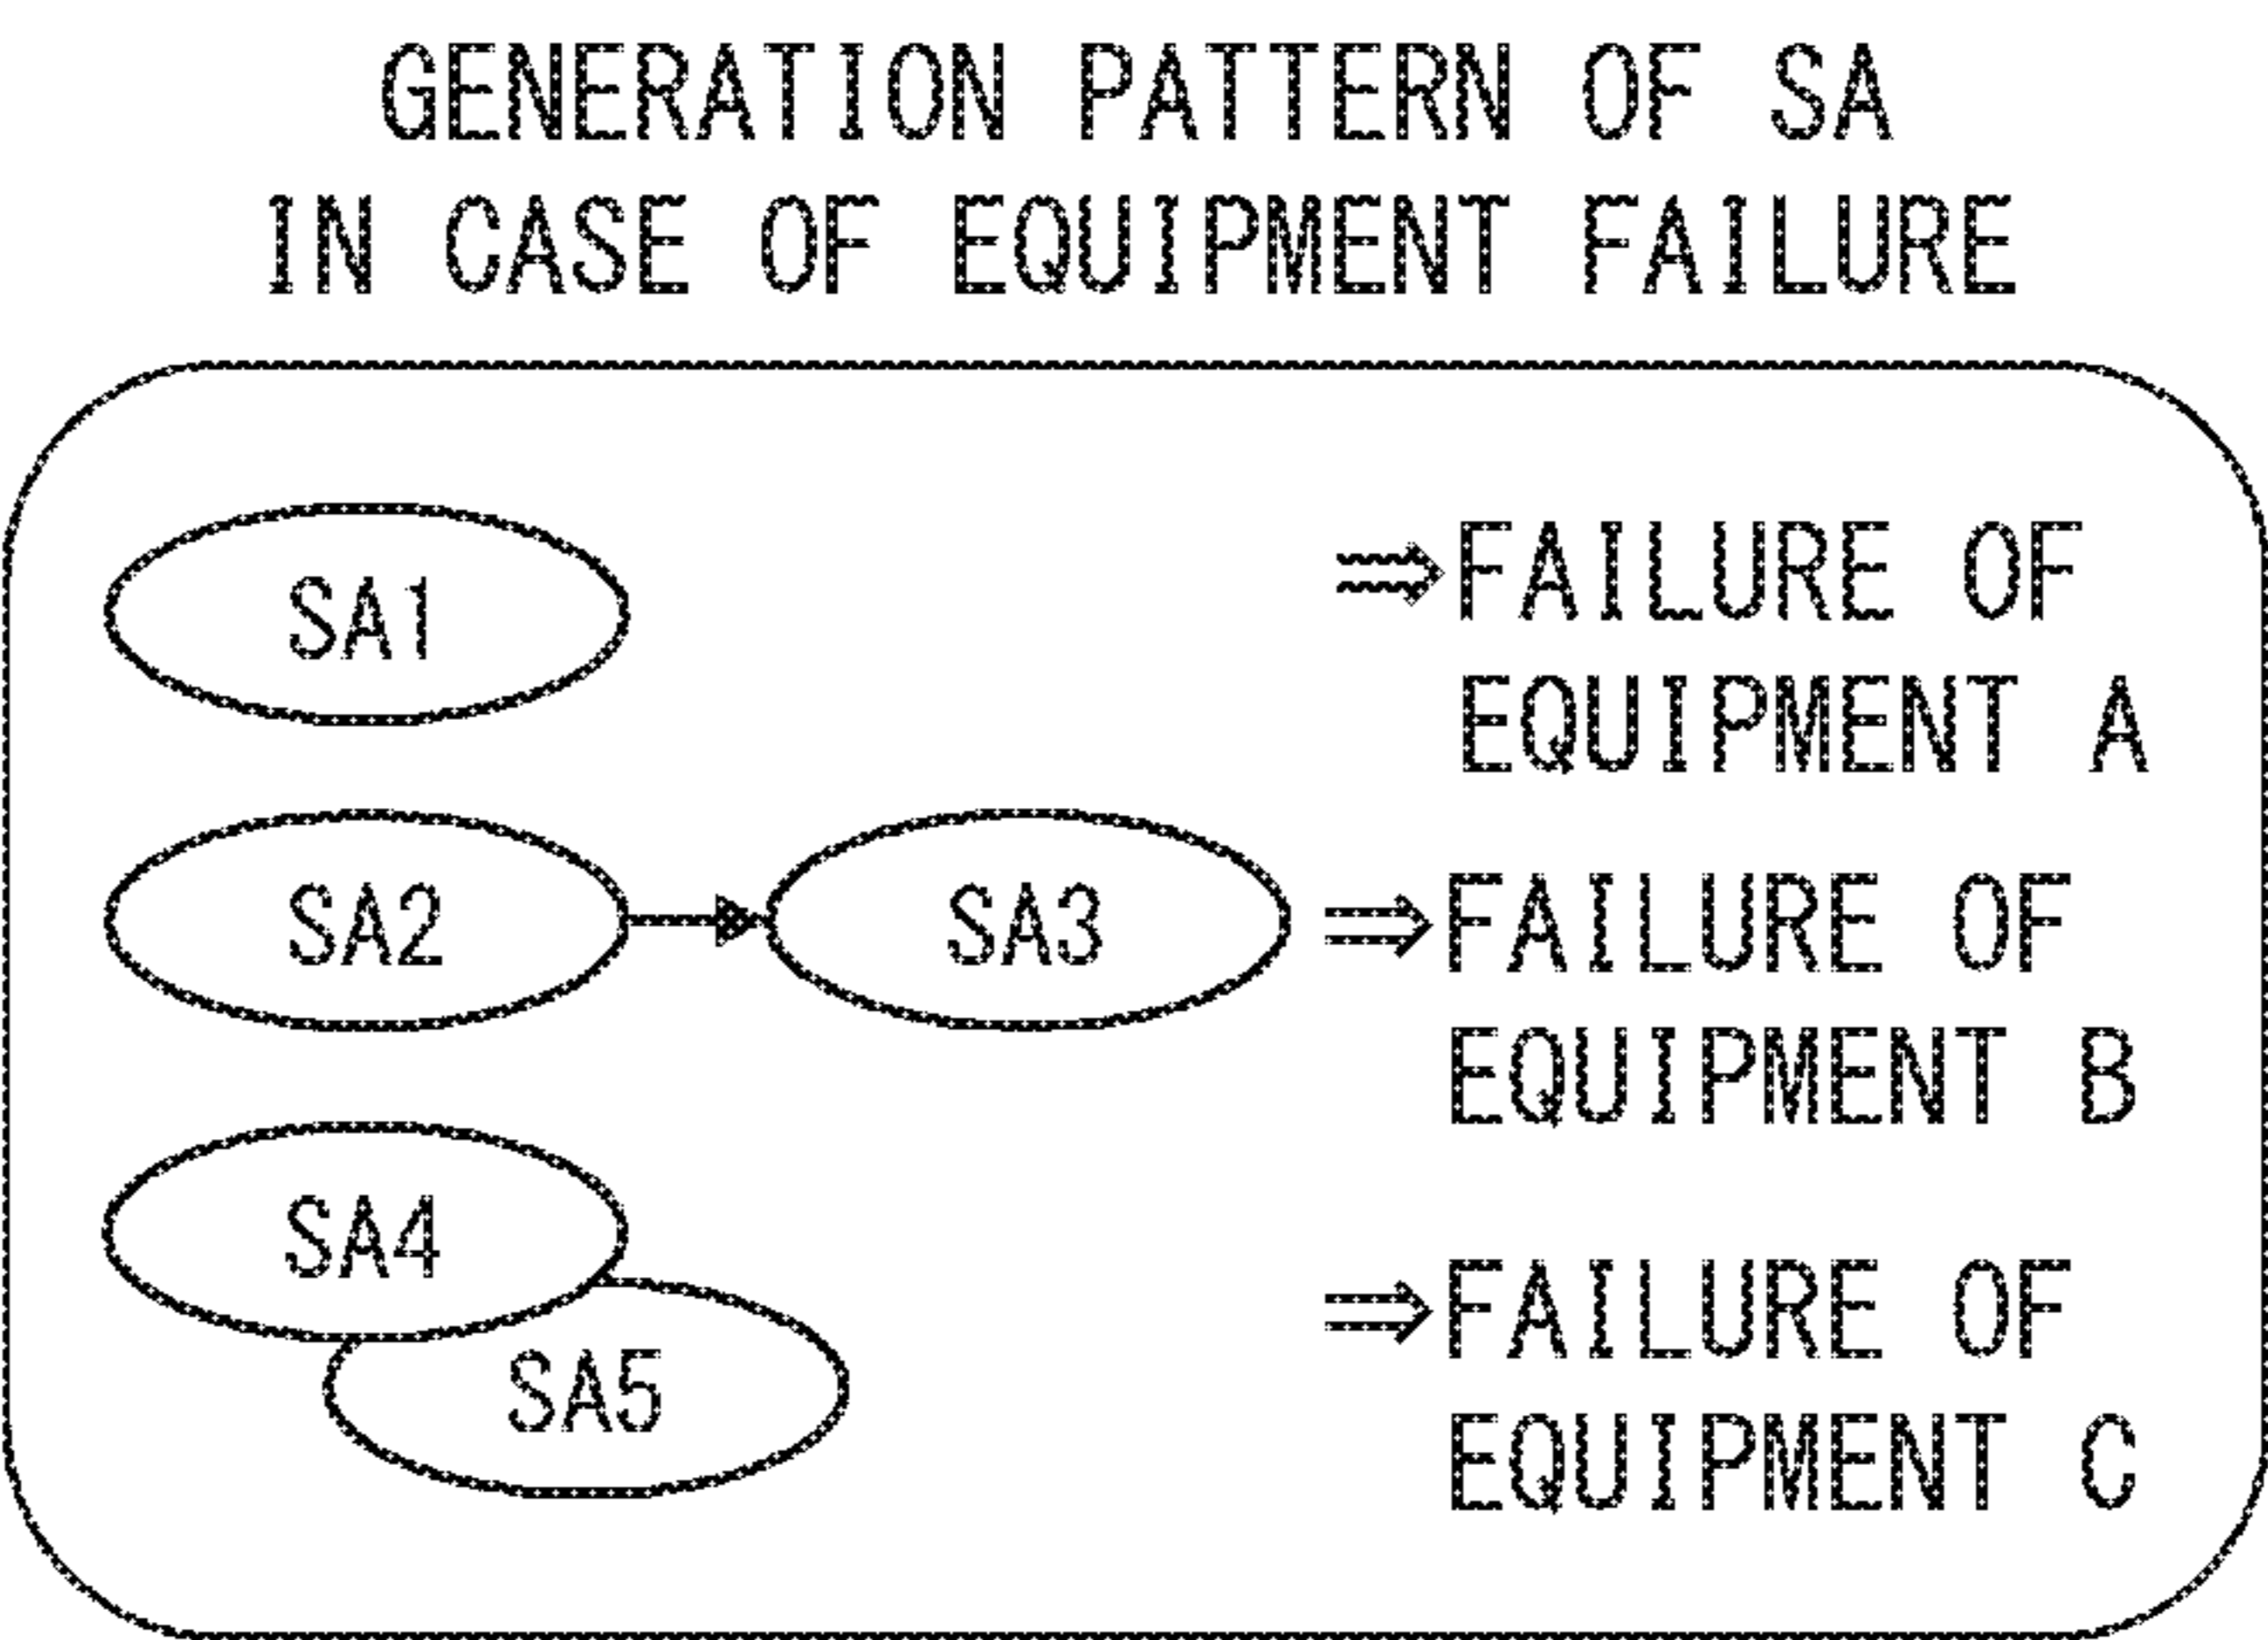 GENERATION PATTERN OF SA
IN CASE OF EQUIPMENT FAILURE
SA1
⇒FAILURE OF
EQUIPMENT A
SA2
SA3
⇒FAILURE OF
EQUIPMENT B
SA4
SA5
⇒FAILURE OF
EQUIPMENT C